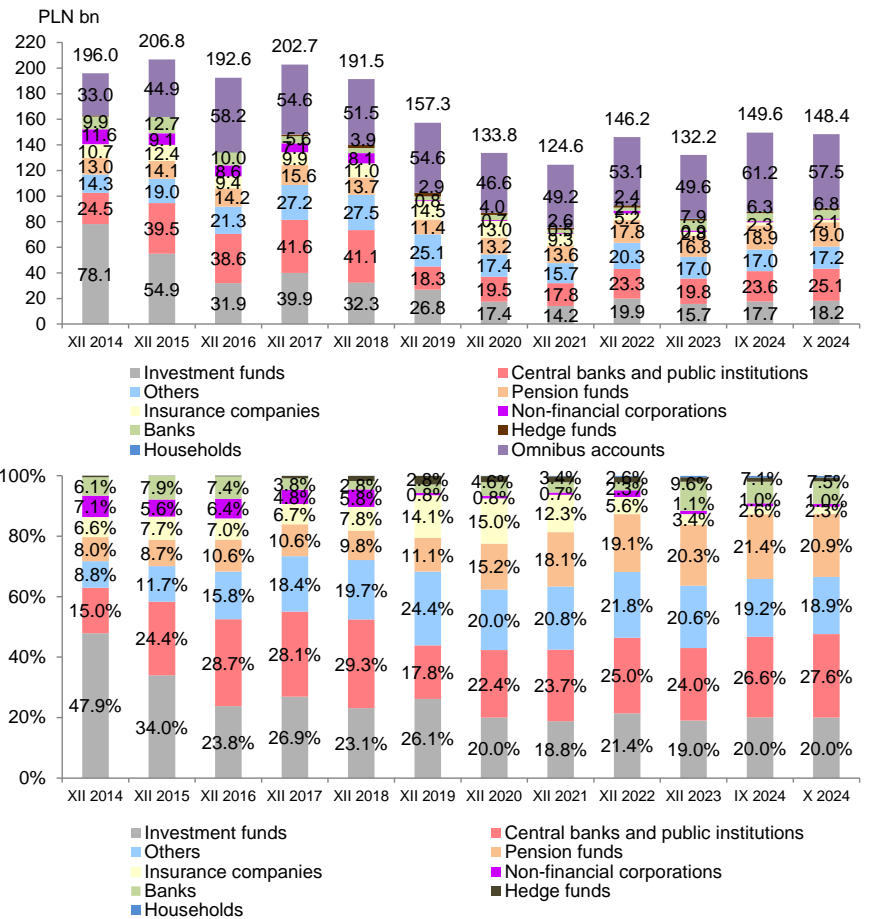 PLN bn
220
200
180
160
140
120
100
80
60
40
20
0
196.0 206.8 192.6 202.7 191.5 157.3 133.8 124.6 146.2 132.2 149.6 148.4
33.0 44.9 58.2 54.6 51.5 54.6 46.6 49.2 53.1 49.6 61.2 57.5
9.9 12.7 10.0 5.6 3.9 2.9 4.0 2.6 2.4 7.9 6.3 6.8
11.6 9.1 8.6 7.1 8.1 0.8 0.7 0.5 2.1 0.9
10.7 12.4 9.4 9.9 11.0 14.5 13.0 9.3 5.2 2.8 2.3 2.1
13.0 14.1 14.2 15.6 13.7 11.4 13.2 13.6 17.8 16.8 18.9 19.0
14.3 19.0 21.3 27.2 27.5 25.1 17.4 15.7 20.3 17.0 17.0 17.2
24.5 39.5 38.6 41.6 41.1 18.3 19.5 17.8 23.3 19.8 23.6 25.1
78.1 54.9 31.9 39.9 32.3 26.8 17.4 14.2 19.9 15.7 17.7 18.2
XII 2014 XII 2015 XII 2016 XII 2017 XII 2018 XII 2019 XII 2020 XII 2021 XII 2022 XII 2023 IX 2024 X 2024
Investment funds Central banks and public institutions
Others Pension funds
Insurance companies Non-financial corporations
Banks Hedge funds
Households Omnibus accounts
100%
80%
60%
40%
20%
0%
6.1% 7.9% 7.4% 3.8% 2.8% 2.8% 4.6% 3.4% 2.6% 9.6% 7.1% 7.5%
7.1% 5.6% 6.4% 4.8% 5.8% 0.8% 0.8% 0.7% 2.3% 1.1% 1.0% 1.0%
6.6% 7.7% 7.0% 6.7% 7.8% 14.1% 15.0% 12.3% 5.6% 3.4% 2.6% 2.3%
8.0% 8.7% 10.6% 10.6% 9.8% 11.1% 15.2% 18.1% 19.1% 20.3% 21.4% 20.9%
8.8% 11.7% 15.8% 18.4% 19.7% 24.4% 20.0% 20.8% 21.8% 20.6% 19.2% 18.9%
15.0% 24.4% 28.7% 28.1% 29.3% 17.8% 22.4% 23.7% 25.0% 24.0% 26.6% 27.6%
47.9% 34.0% 23.8% 26.9% 23.1% 26.1% 20.0% 18.8% 21.4% 19.0% 20.0% 20.0%
XII 2014 XII 2015 XII 2016 XII 2017 XII 2018 XII 2019 XII 2020 XII 2021 XII 2022 XII 2023 IX 2024 X 2024
Investment funds Central banks and public institutions
Others Pension funds
Insurance companies Non-financial corporations
Banks Hedge funds
Households